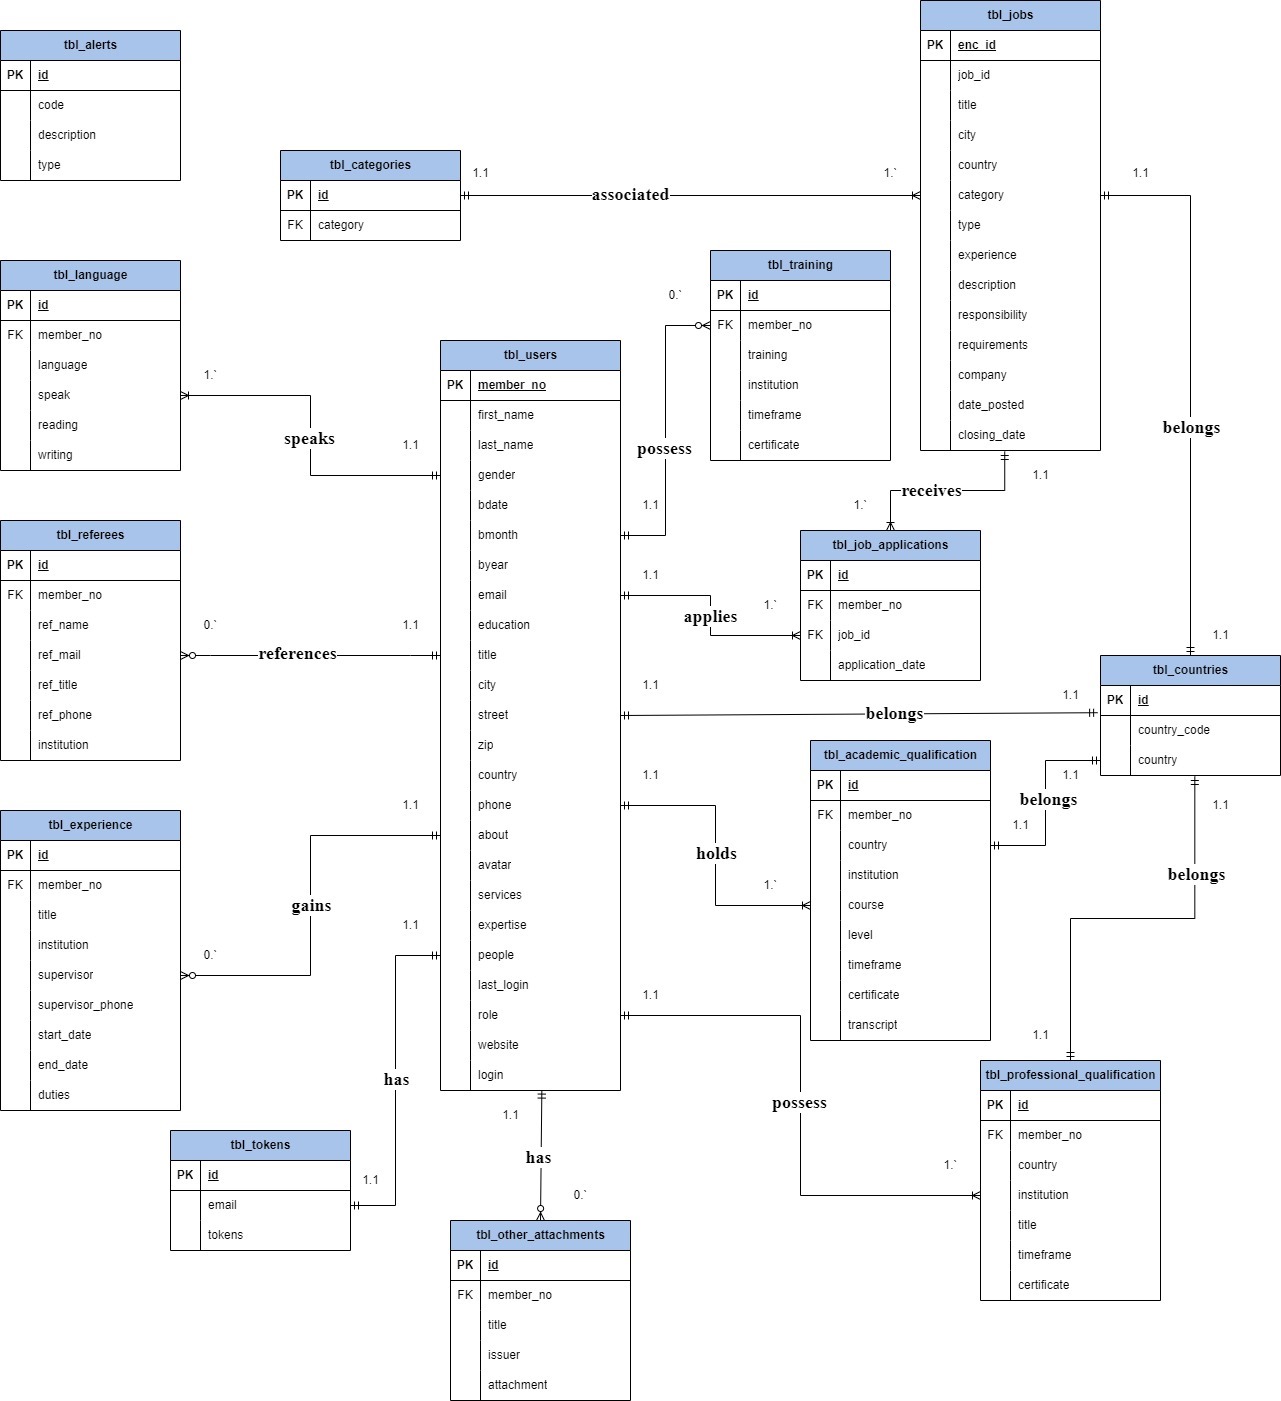 tbl_jobs
PK enc_id
job_id
title
city
country
category
type
experience
description
responsibility
requirements
company
date_posted
closing_date
tbl_alerts
PK id
code
description
type
tbl_categories
PK id
FK category
1.1
associated
1.`
1.1
belongs
1.1
tbl_language
PK id
FK member_no
language
speak
reading
writing
1.`
speaks
1.1
tbl_training
PK id
FK member_no
training
institution
timeframe
certificate
0.`
possess
1.1
tbl_users
PK member_no
first_name
last_name
gender
bdate
bmonth
byear
email
education
title
city
street
zip
country
phone
about
avatar
services
expertise
people
last_login
role
website
login
1.1
receives
1.`
tbl_job_applications
PK id
FK member_no
FK job_id
application_date
1.1
applies
1.`
tbl_referees
PK id
FK member_no
ref_name
ref_mail
ref_title
ref_phone
institution
0.`
references
1.1
1.1
belongs
1.1
tbl_countries
PK id
country_code
country
tbl_academic_qualification
PK id
FK member_no
country
institution
course
level
timeframe
certificate
transcript
1.1
belongs
1.1
1.1
holds
1.`
1.1
belongs
1.1
tbl_experience
PK id
FK member_no
title
institution
supervisor
supervisor_phone
start_date
end_date
duties
1.1
gains
0.`
1.1
has
1.1
tbl_tokens
PK id
email
tokens
1.1
possess
1.`
tbl_professional_qualification
PK id
FK member_no
country
institution
title
timeframe
certificate
1.1
has
0.`
tbl_other_attachments
PK id
FK member_no
title
issuer
attachment